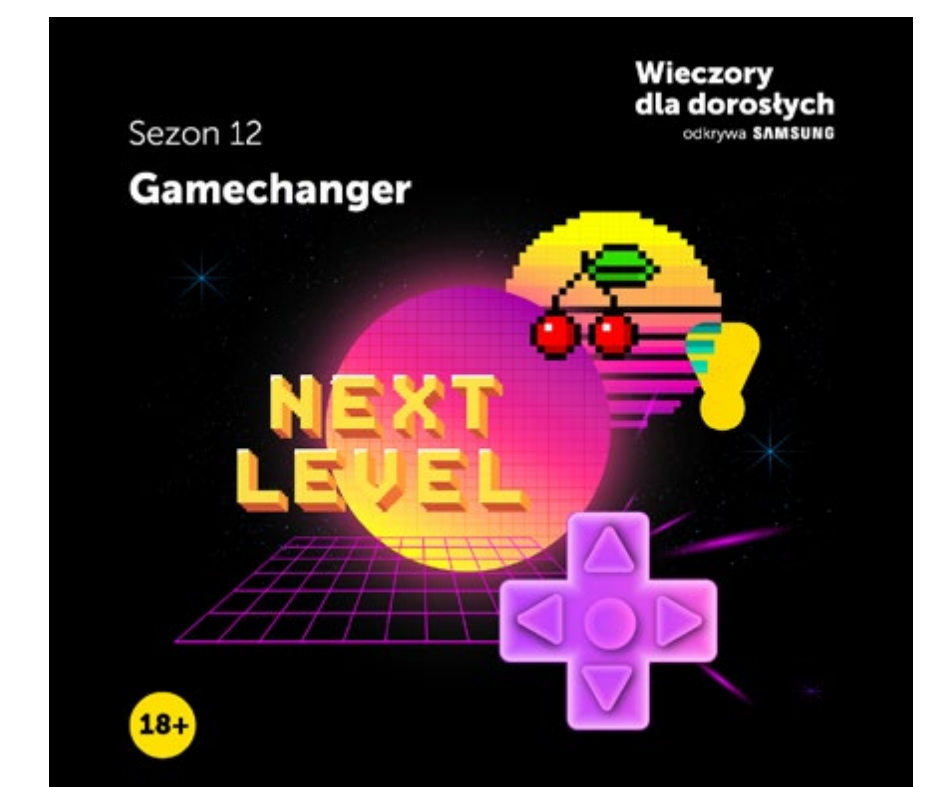 Wieczory
dla dorosłych
odkrywa SAMSUNG
Sezon 12
Gamechanger
NEXT
LEVEL
18+